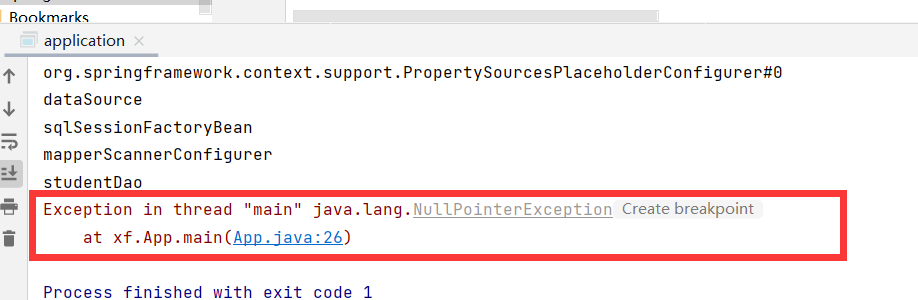 Bookmarks
application
org.springframework.context.support.PropertySourcesPlaceholderConfigurer#0
dataSource
sqlSessionFactoryBean
mapperScannerConfigurer
studentDao
Exception in thread "main" java.lang.NullPointerException Create breakpoint
at xf.App.main(App.java:26)
Process finished with exit code 1